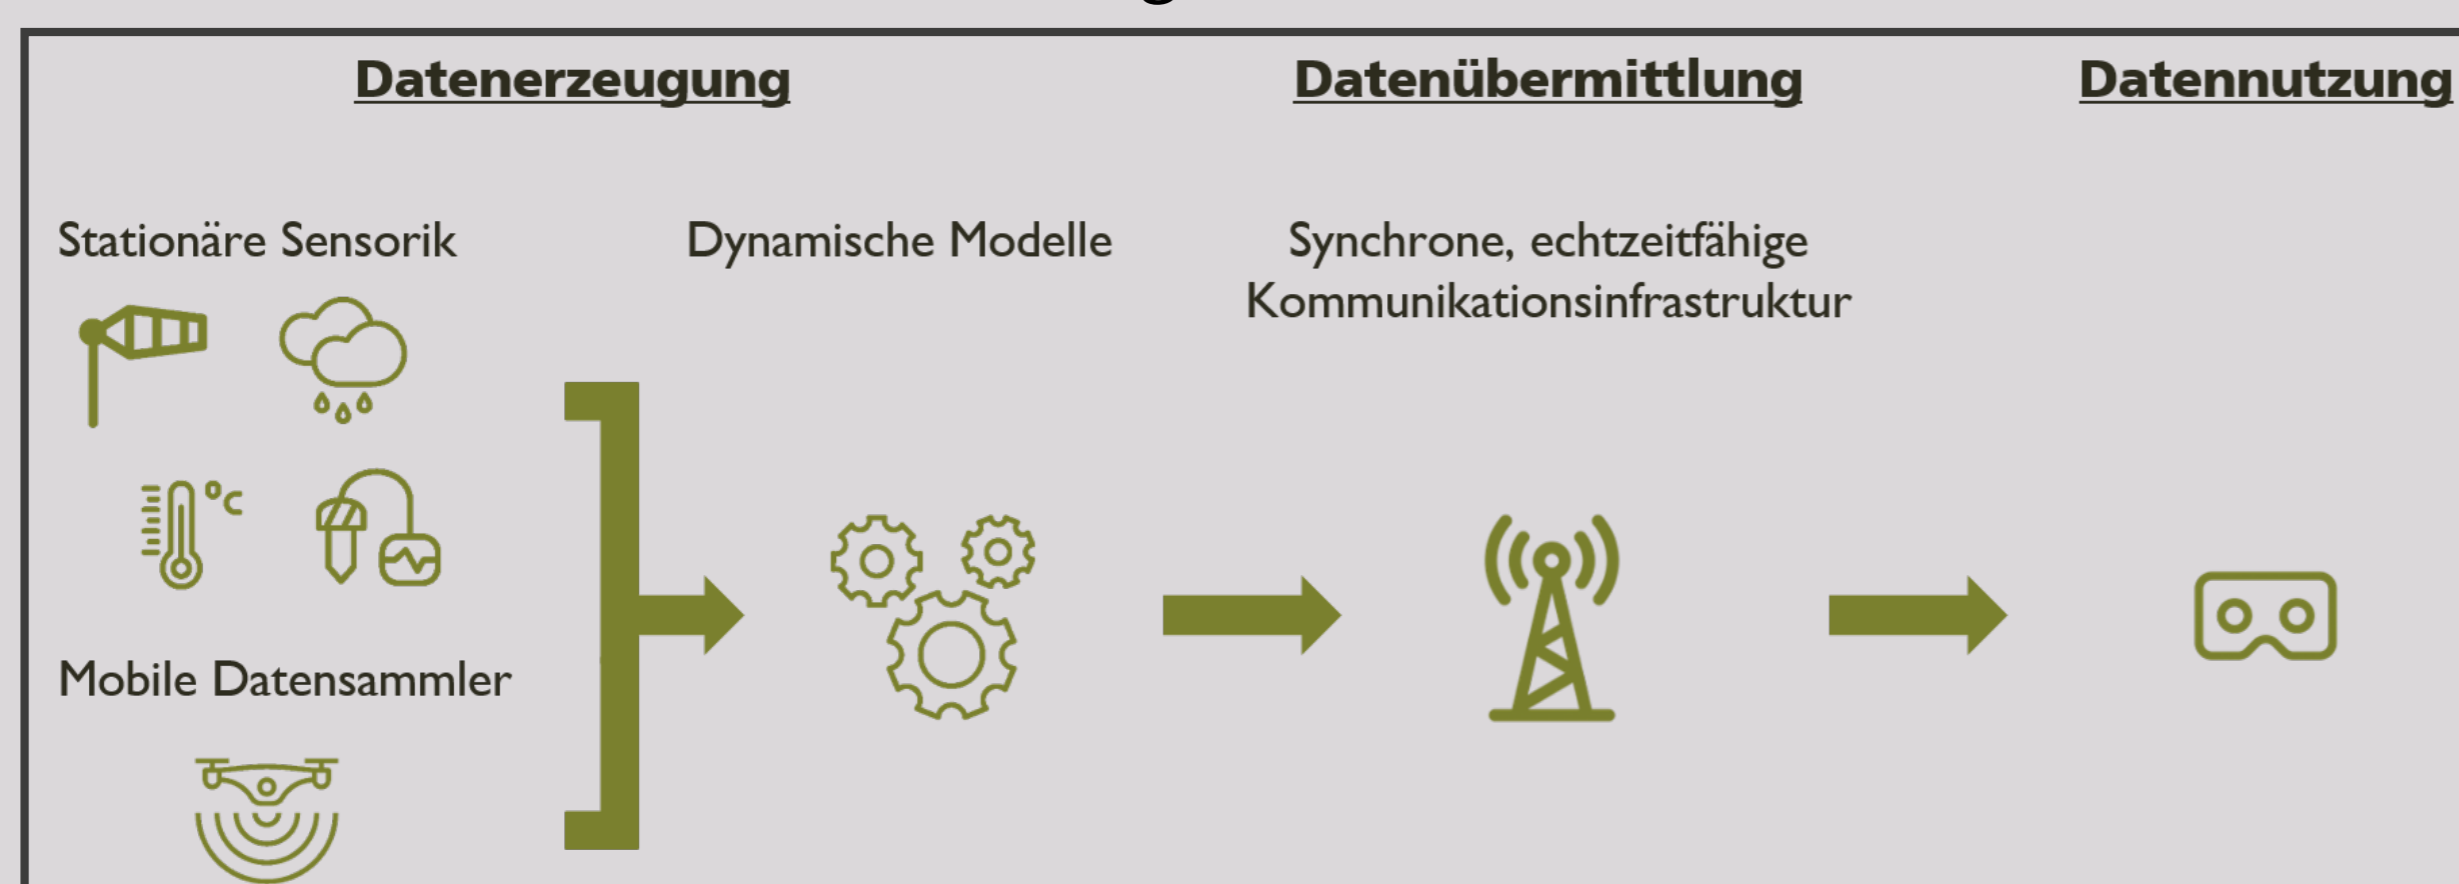 Datenerzeugung
Datenübermittlung
Datennutzung
Stationäre Sensorik
Dynamische Modelle
Synchrone, echtzeitfähige
Kommunikationsinfrastruktur
°C
Mobile Datensammler